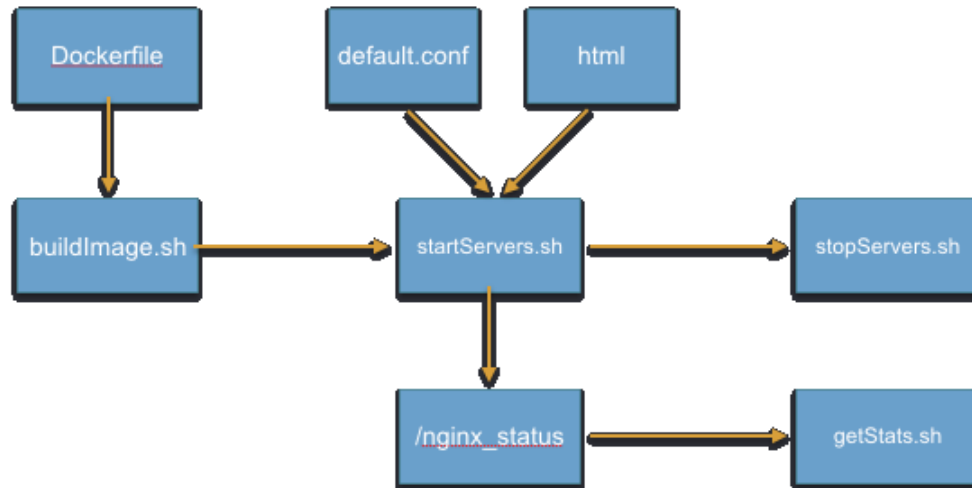 Dockerfile
default.conf
html
buildImage.sh
startServers.sh
stopServers.sh
/nginx_status
getStats.sh